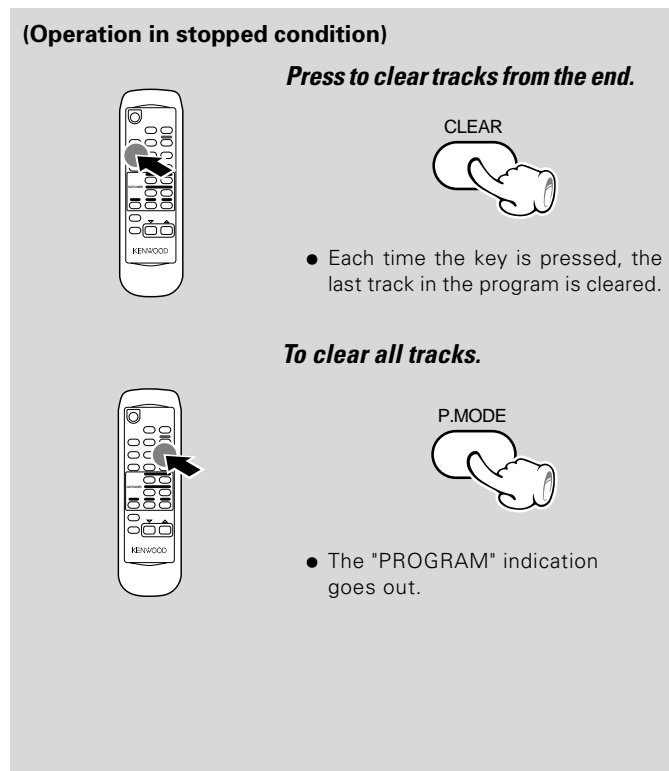 (Operation in stopped condition)
Press to clear tracks from the end.
CLEAR
KENWOOD
● Each time the key is pressed, the
last track in the program is cleared.
To clear all tracks.
P.MODE
KENWOOD
● The "PROGRAM" indication
goes out.